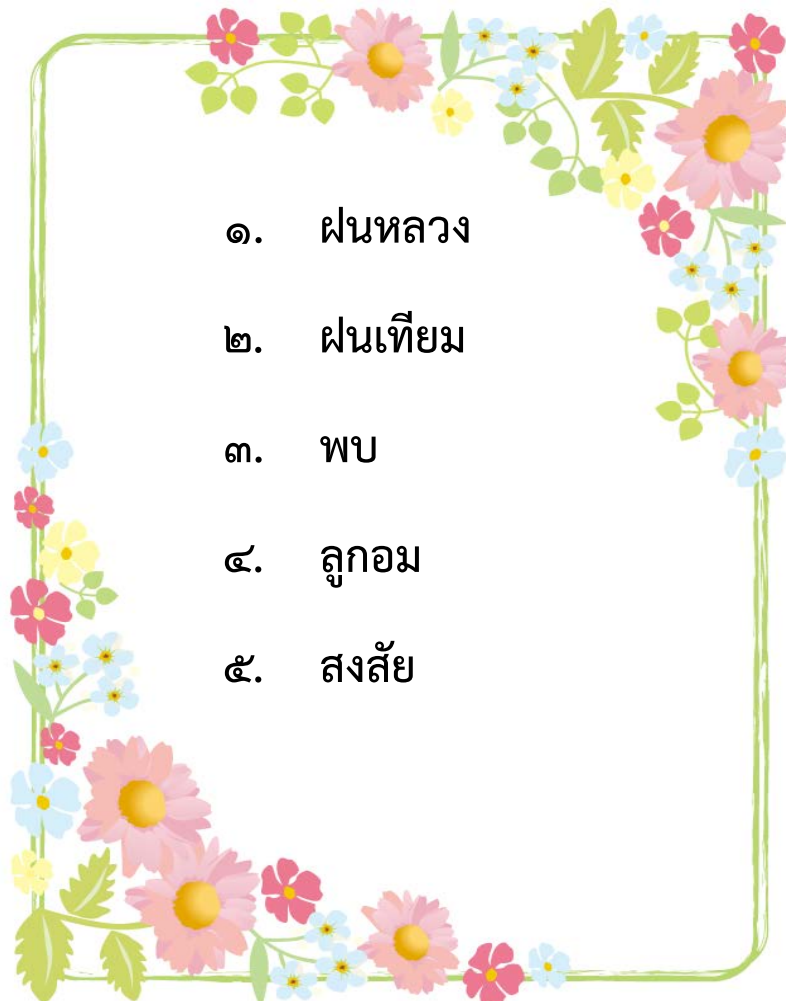 ๑. ฝนหลวง
๒. ฝนเทียม
๓. พบ
๔. ลูกอม
๕. สงสัย